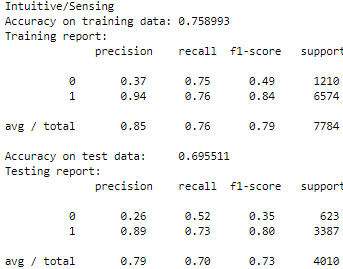 Intuitive/Sensing
Accuracy on training data: 0.758993
Training report:
precision recall f1-score support
0 0.37 0.75 0.49 1210
1 0.94 0.76 0.84 6574
avg / total 0.85 0.76 0.79 7784
Accuracy on test data: 0.695511
Testing report:
precision recall f1-score support
0 0.26 0.52 0.35 623
1 0.89 0.73 0.80 3387
avg / total 0.79 0.70 0.73 4010